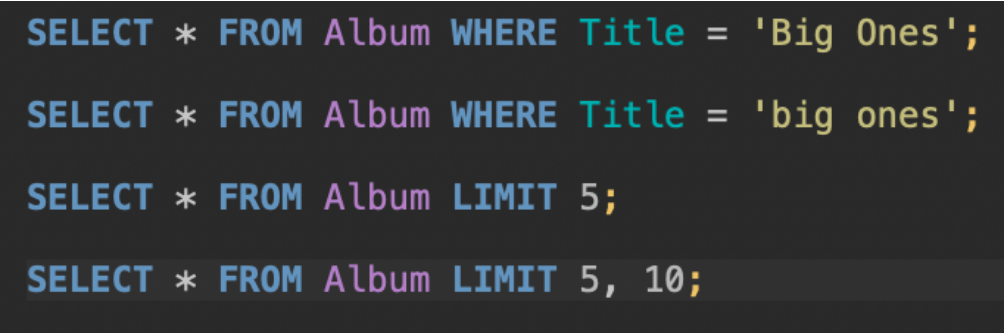 SELECT * FROM Album WHERE Title = 'Big Ones';
SELECT * FROM Album WHERE Title = 'big ones';
SELECT * FROM Album LIMIT 5;
SELECT * FROM Album LIMIT 5, 10;